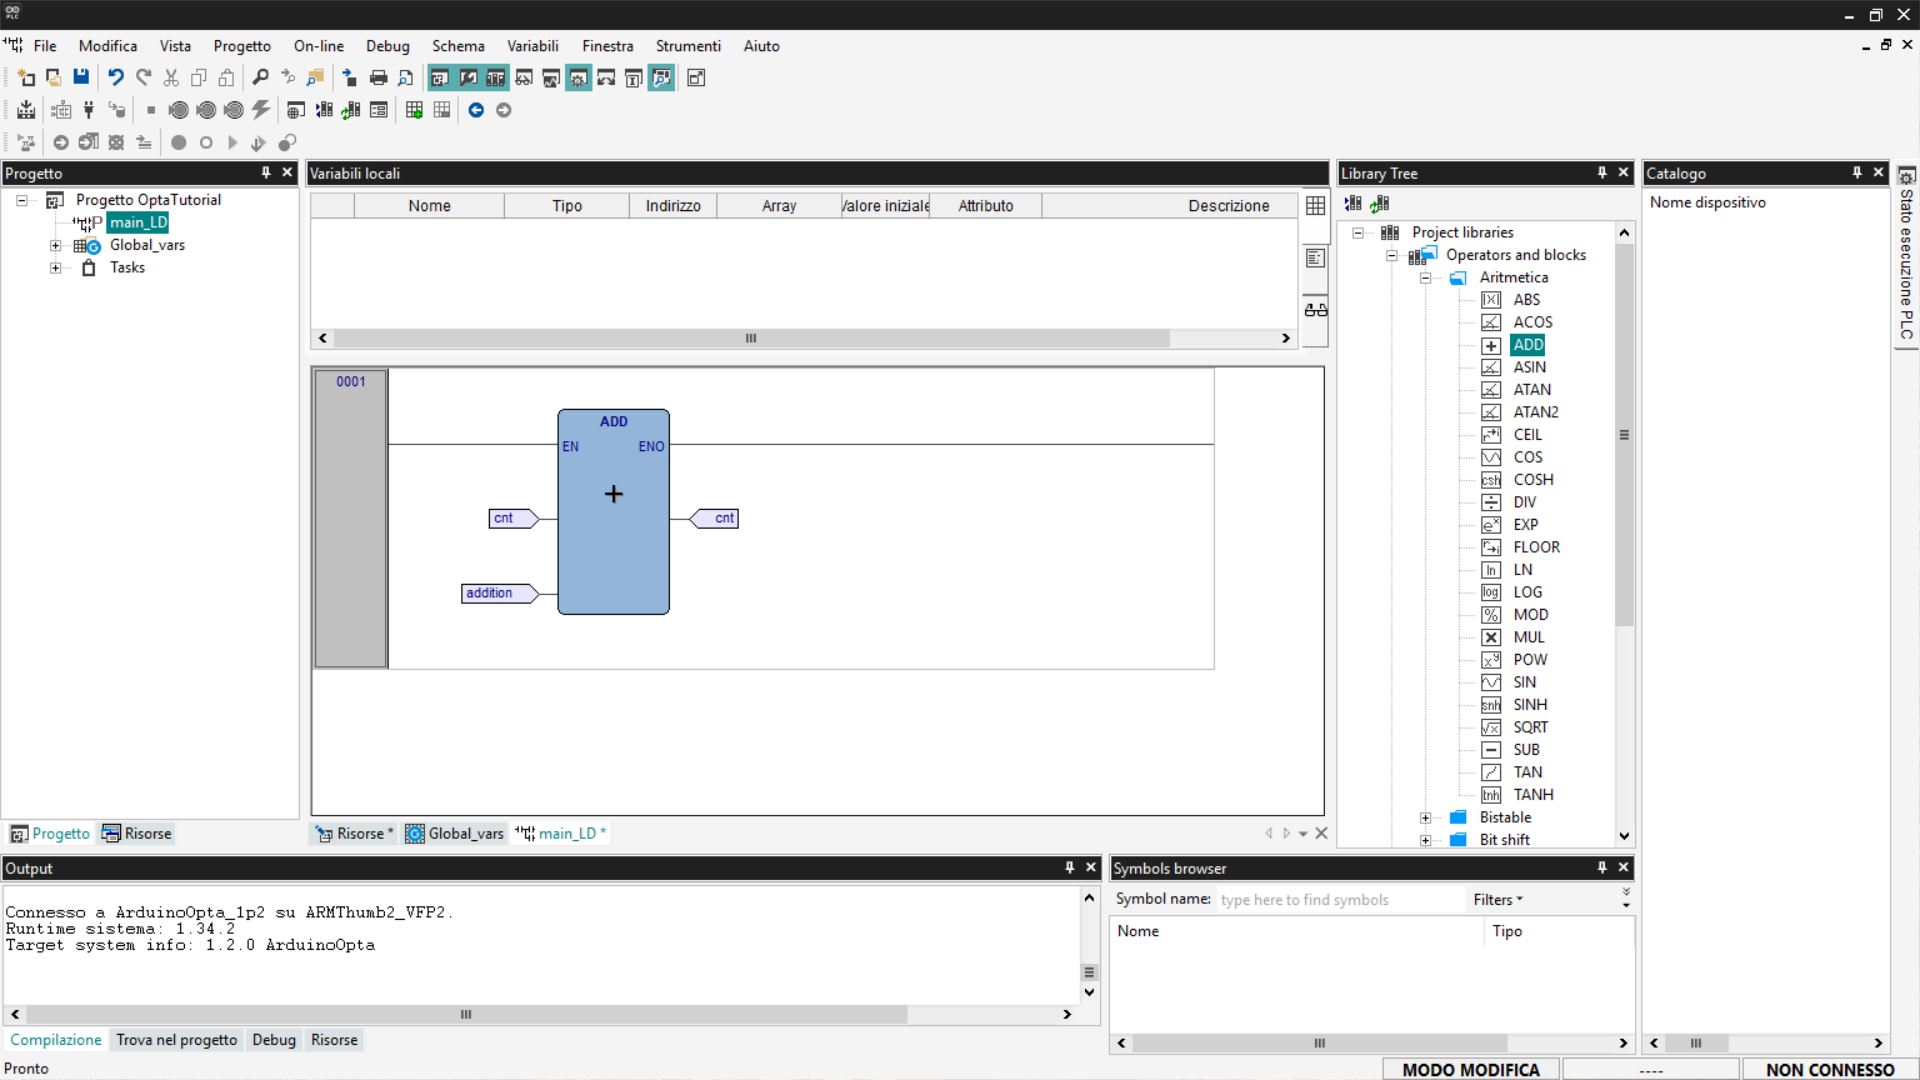 PLC
File Modifica Vista Progetto On-line Debug Schema Variabili Finestra Strumenti Aiuto
Progetto
Progetto OptaTutorial
main_LD
Global_vars
Tasks
Progetto Risorse
Variabili locali
Nome Tipo Indirizzo Array Valore iniziale Attributo Descrizione
0001
ADD
EN ENO
+
cnt cnt
addition
Risorse * Global_vars main_LD *
Library Tree
Project libraries
Operators and blocks
Aritmetica
ABS
ACOS
ADD
ASIN
ATAN
ATAN2
CEIL
COS
csh COSH
DIV
EXP
FLOOR
ln LN
log LOG
% MOD
MUL
POW
SIN
snh SINH
SQRT
SUB
TAN
tnh TANH
Bistable
Bit shift
Catalogo
Nome dispositivo
Stato esecuzione PLC
Output
Connesso a ArduinoOpta_1p2 su ARMThumb2_VFP2.
Runtime sistema: 1.34.2
Target system info: 1.2.0 ArduinoOpta
Compilazione Trova nel progetto Debug Risorse
Symbols browser
Symbol name: type here to find symbols Filters
Nome Tipo
Pronto
MODO MODIFICA ---- NON CONNESSO